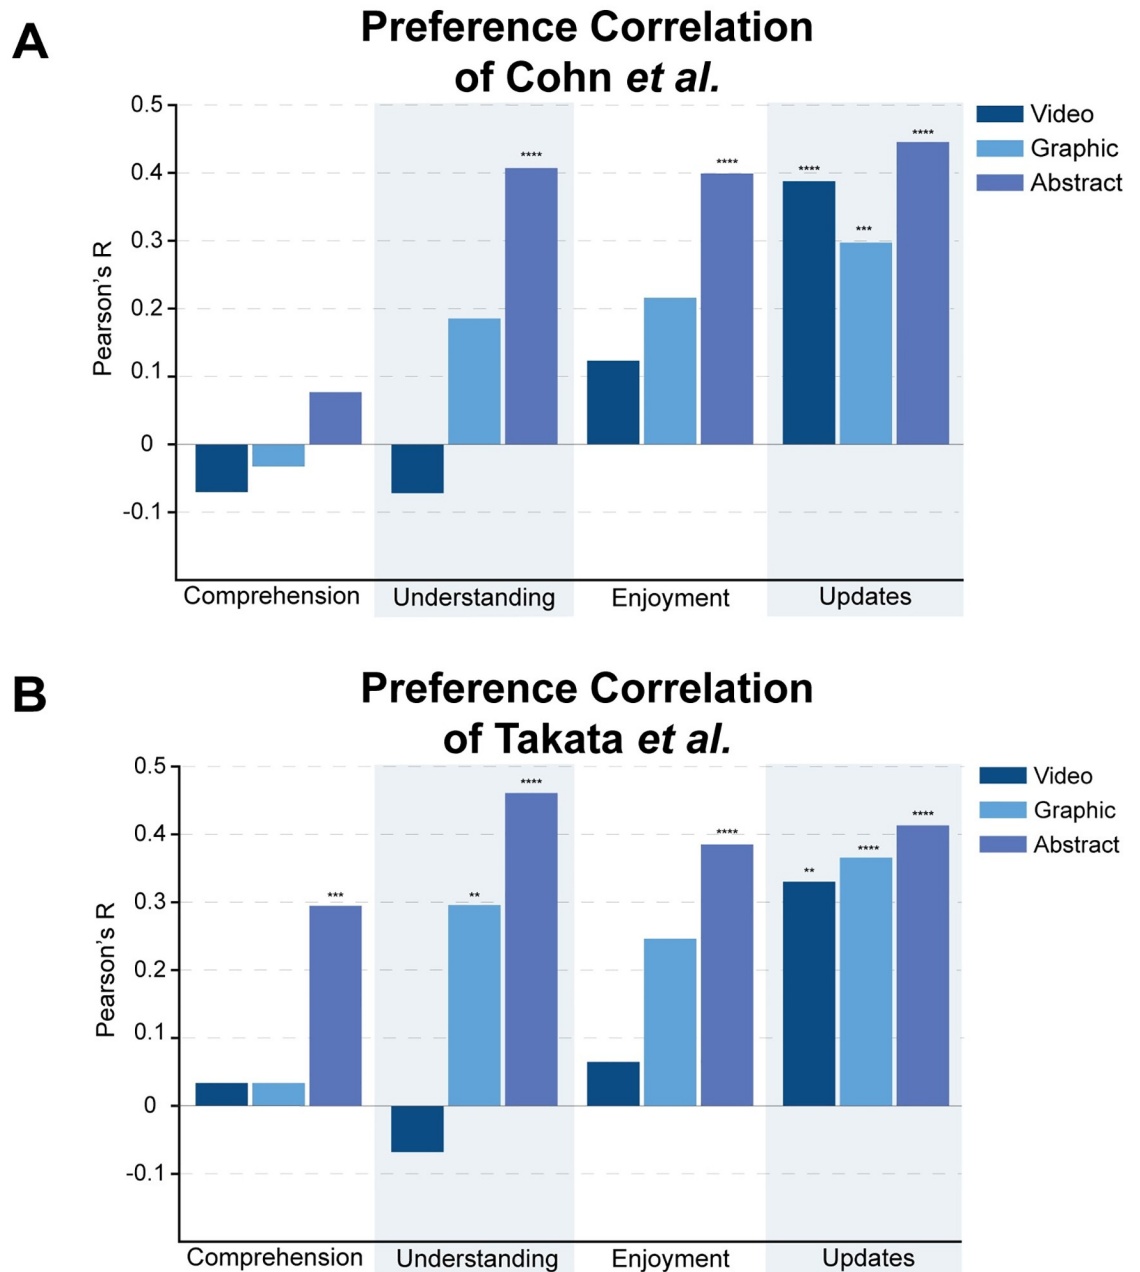 A
Preference Correlation
of Cohn et al.
0.5
0.4
0.3
0.2
0.1
0
-0.1
Pearson's R
****
****
****
***
****
Video
Graphic
Abstract
Comprehension
Understanding
Enjoyment
Updates
B
Preference Correlation
of Takata et al.
0.5
0.4
0.3
0.2
0.1
0
-0.1
Pearson's R
***
**
****
****
**
****
****
Video
Graphic
Abstract
Comprehension
Understanding
Enjoyment
Updates